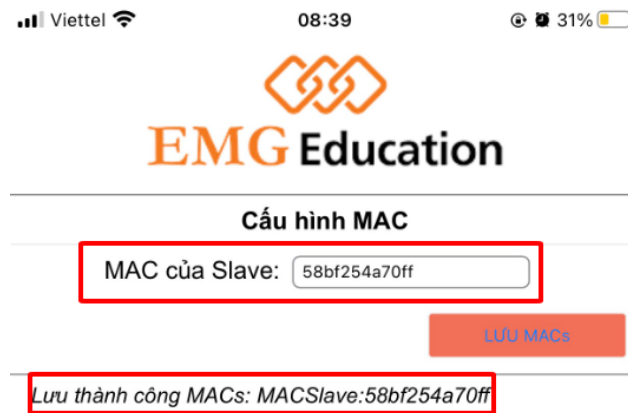 Viettel 08:39 31%
EMG Education
Cấu hình MAC
MAC của Slave: 58bf254a70ff
LƯU MACs
Lưu thành công MACs: MACSlave:58bf254a70ff